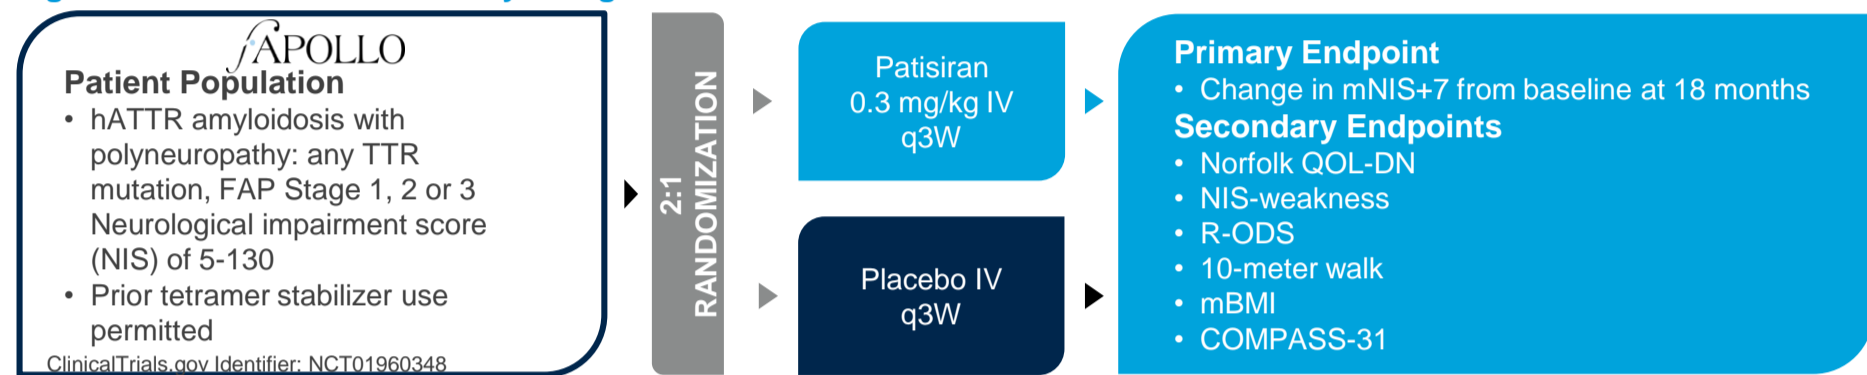 APOLLO
Patient Population
• hATTR amyloidosis with
polyneuropathy: any TTR
mutation, FAP Stage 1, 2 or 3
Neurological impairment score
(NIS) of 5-130
• Prior tetramer stabilizer use
permitted
ClinicalTrials.gov Identifier: NCT01960348
2:1
RANDOMIZATION
Patisiran
0.3 mg/kg IV
q3W
Placebo IV
q3W
Primary Endpoint
• Change in mNIS+7 from baseline at 18 months
Secondary Endpoints
• Norfolk QOL-DN
• NIS-weakness
• R-ODS
• 10-meter walk
• mBMI
• COMPASS-31